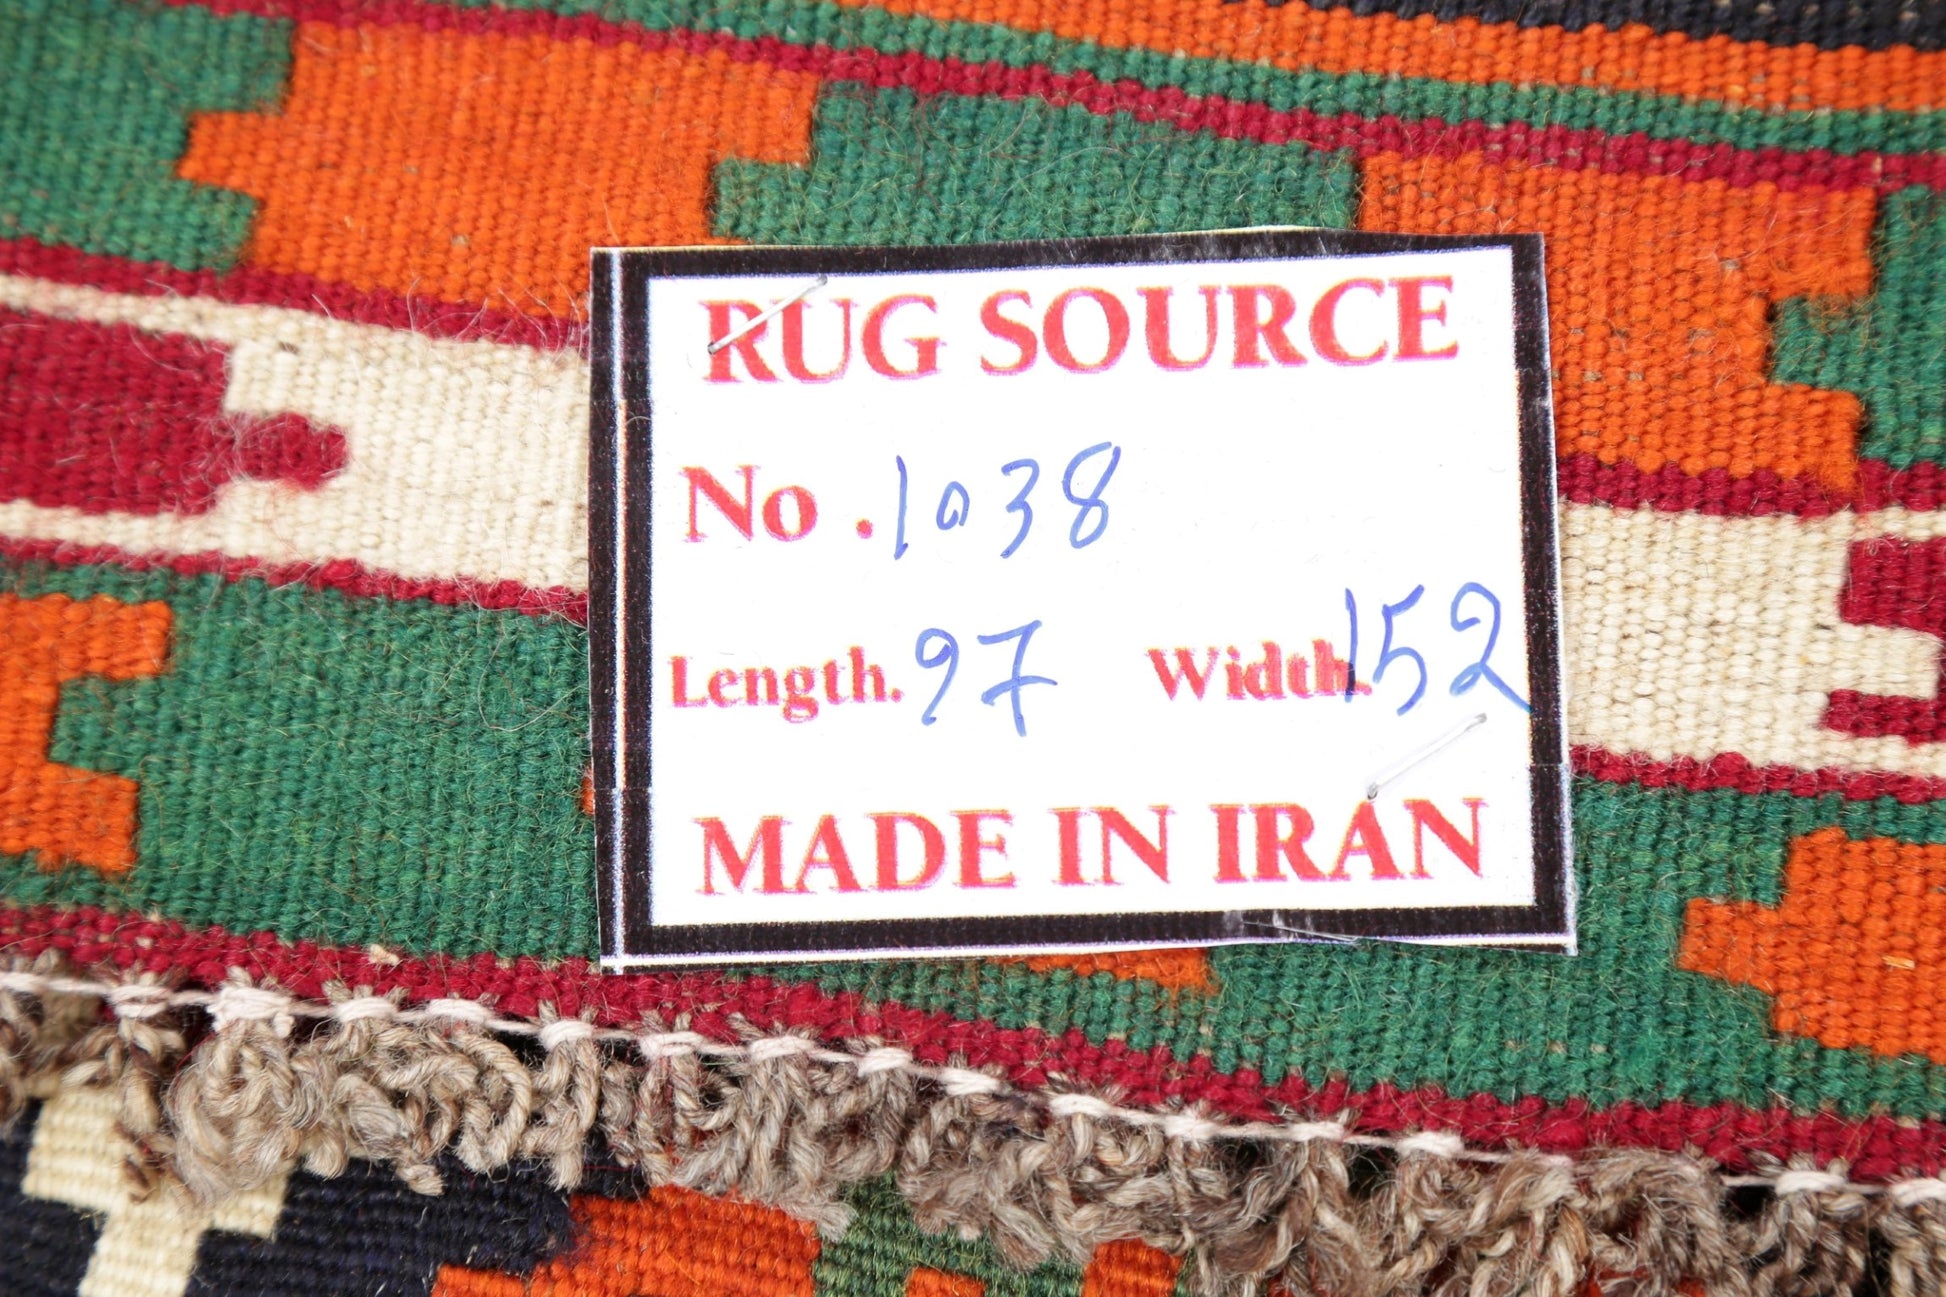 RUG SOURCE
No . 1038
Length. 97 Width. 152
MADE IN IRAN